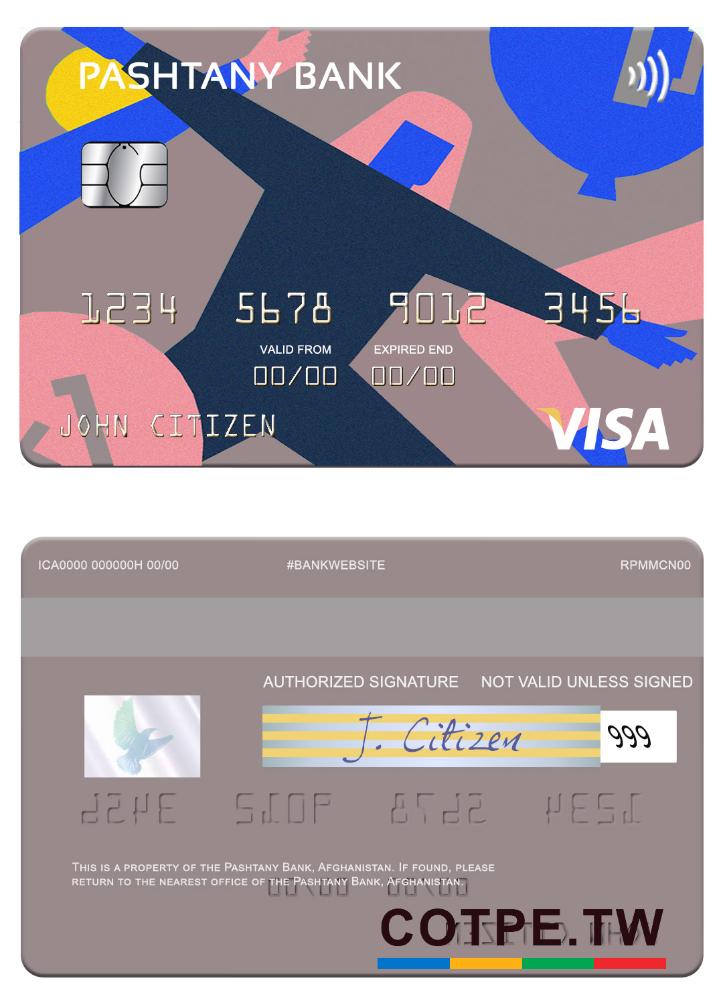 PASHTANY BANK
1234 5678 9012 3456
VALID FROM EXPIRED END
00/00 00/00
JOHN CITIZEN
VISA
ICA0000 000000H 00/00 #BANKWEBSITE RPMMCN00
AUTHORIZED SIGNATURE NOT VALID UNLESS SIGNED
J. Citizen 999
THIS IS A PROPERTY OF THE PASHTANY BANK, AFGHANISTAN. IF FOUND, PLEASE
RETURN TO THE NEAREST OFFICE OF THE PASHTANY BANK, AFGHANISTAN.
COTPE.TW